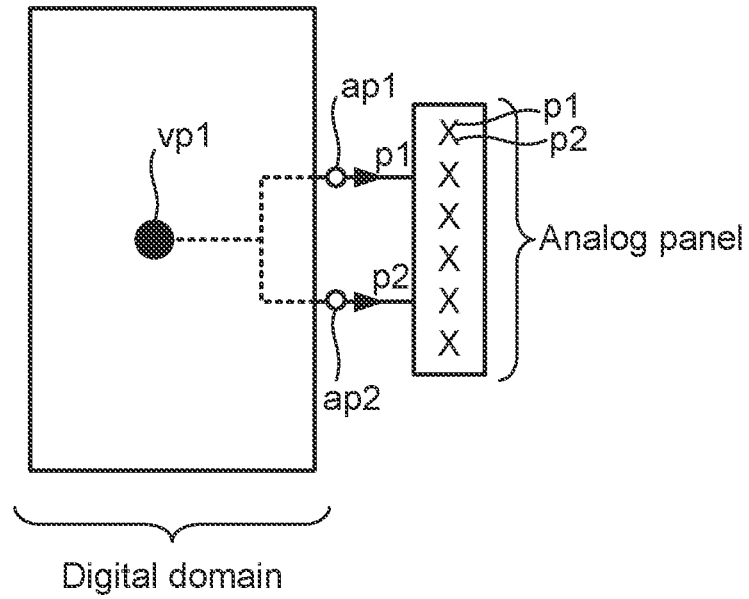 ap1
p1
vp1
p2
p1
X
X
X
X
X
X
Analog panel
p2
ap2
Digital domain